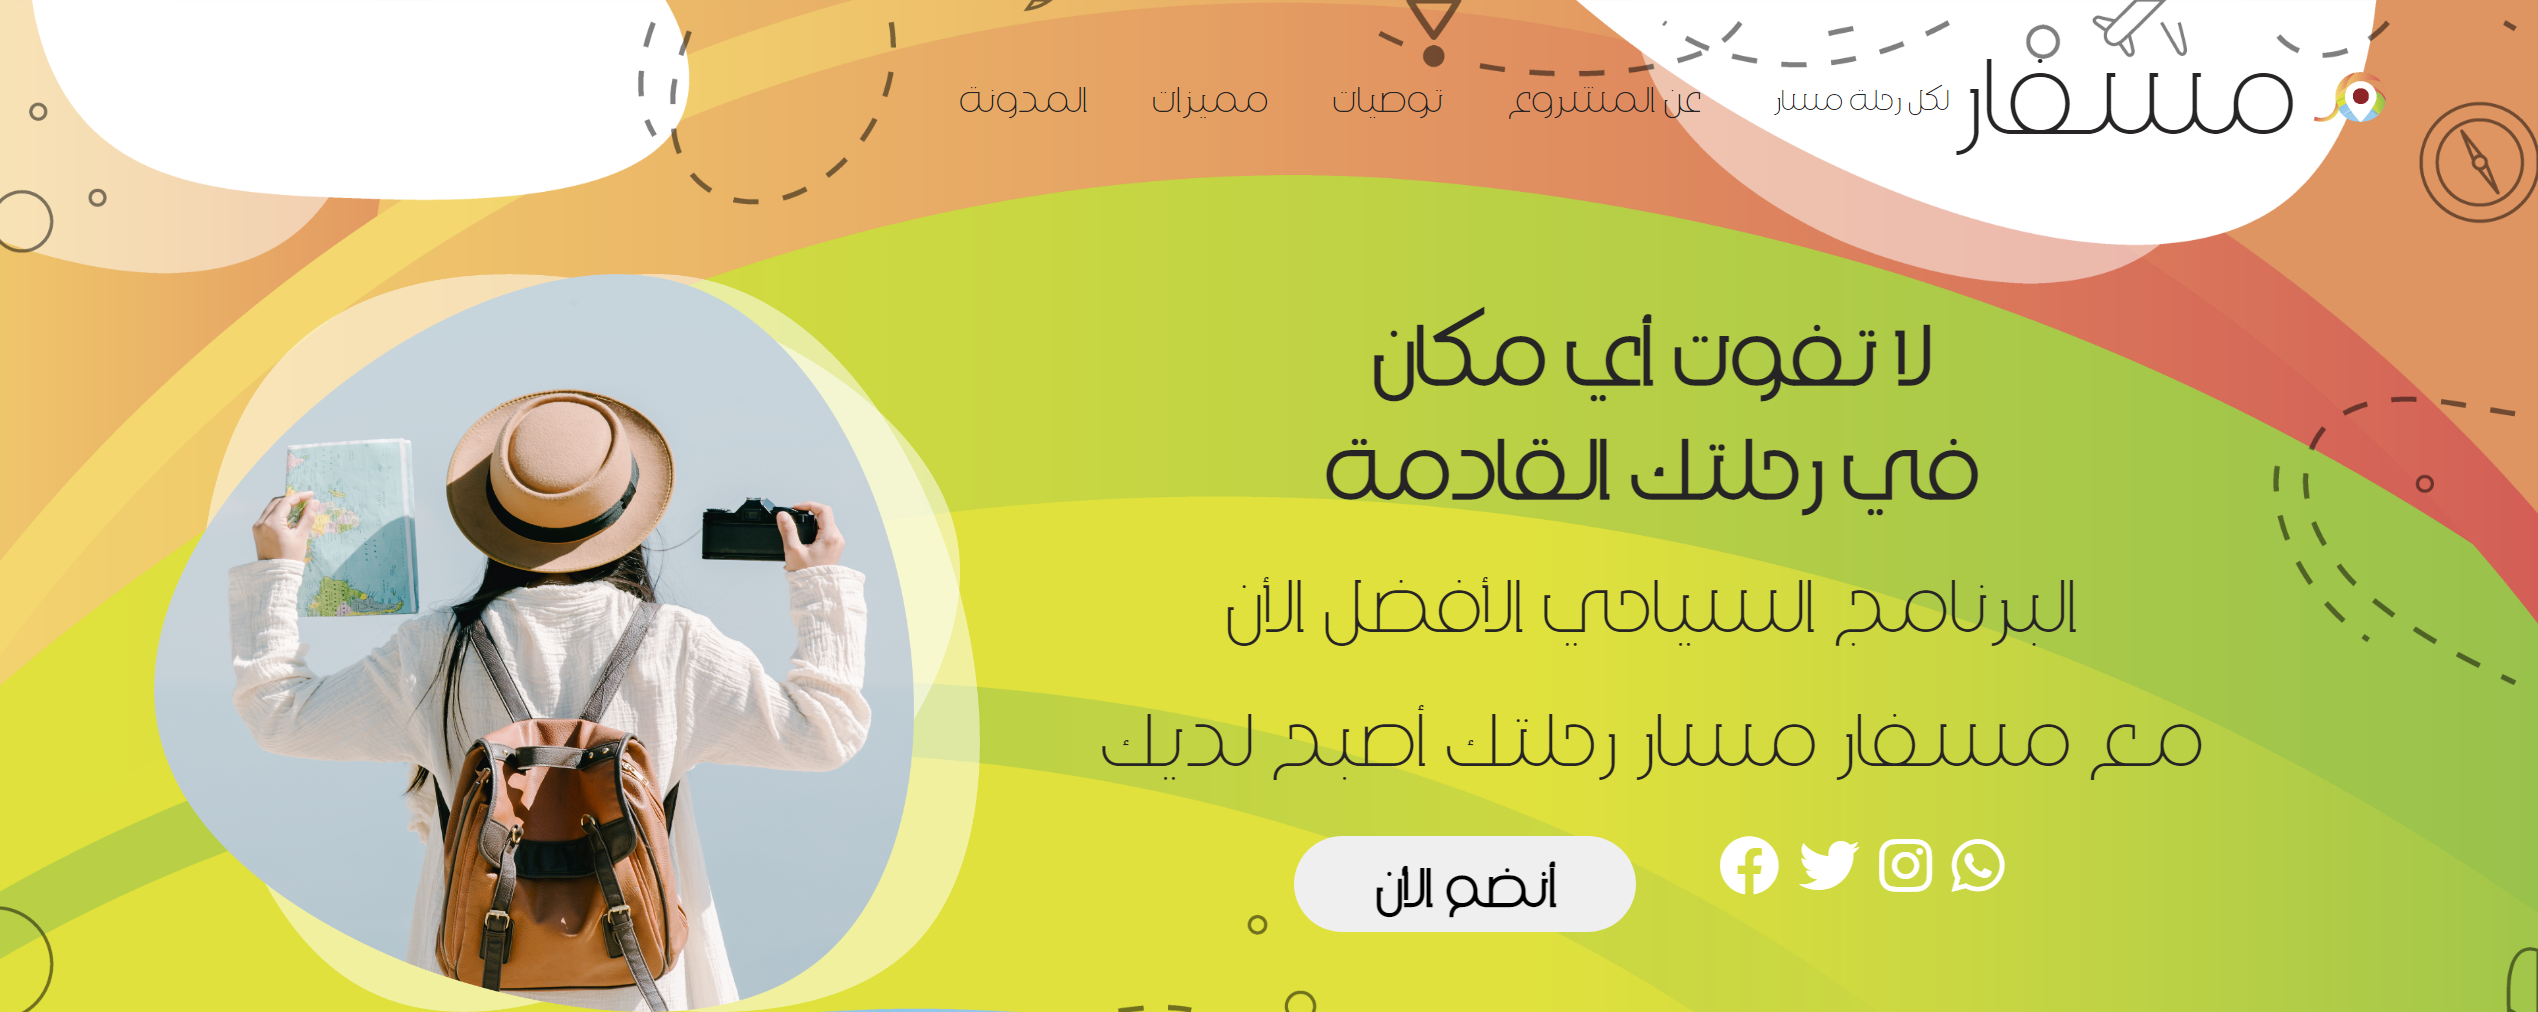 مسفار
لكل رحلة مسار
عن المشروع
توصيات
مميزات
المدونة
لا تفوت أي مكان
في رحلتك القادمة
البرنامج السياحي الأفضل الأن
مع مسفار مسار رحلتك أصبح لديك
أنضم الأن